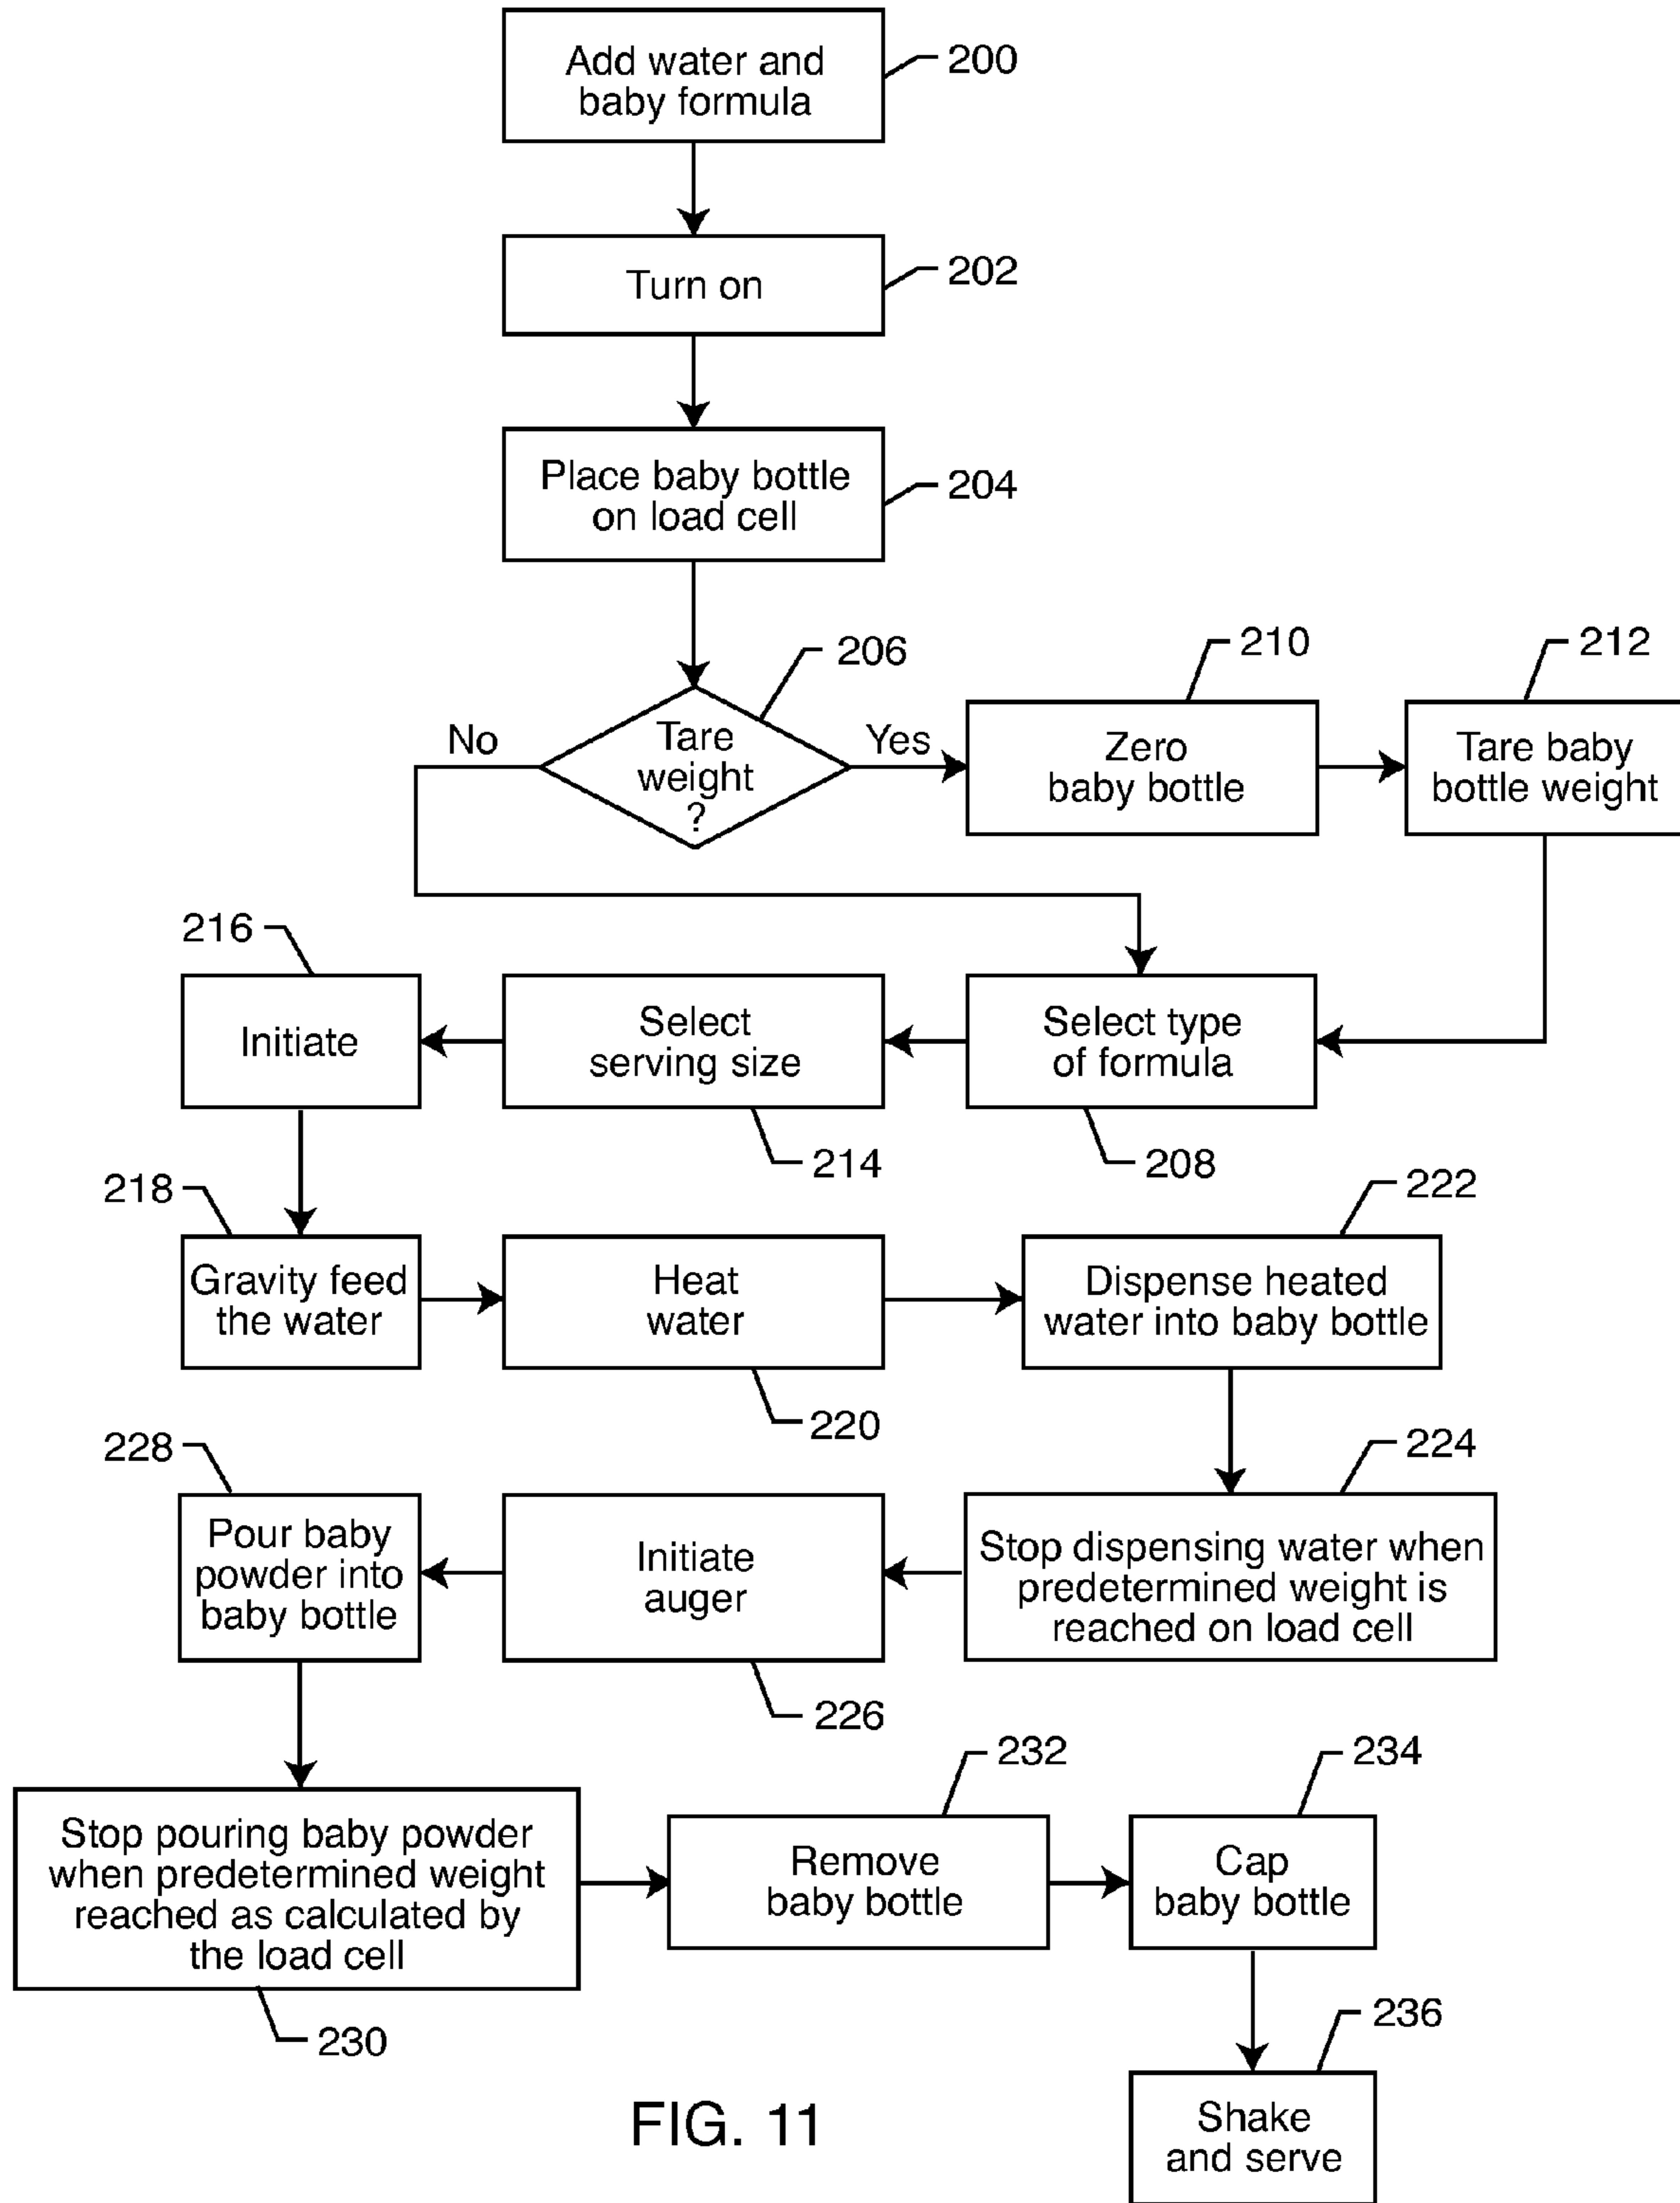 Add water and
baby formula
200
Turn on
202
Place baby bottle
on load cell
204
206
210
212
No
Tare
weight
?
Yes
Zero
baby bottle
Tare baby
bottle weight
216
Initiate
Select
serving size
Select type
of formula
214
208
218
222
Gravity feed
the water
Heat
water
Dispense heated
water into baby bottle
220
228
224
Pour baby
powder into
baby bottle
Initiate
auger
Stop dispensing water when
predetermined weight is
reached on load cell
226
232
234
Stop pouring baby powder
when predetermined weight
reached as calculated by
the load cell
Remove
baby bottle
Cap
baby bottle
230
236
Shake
and serve
FIG. 11